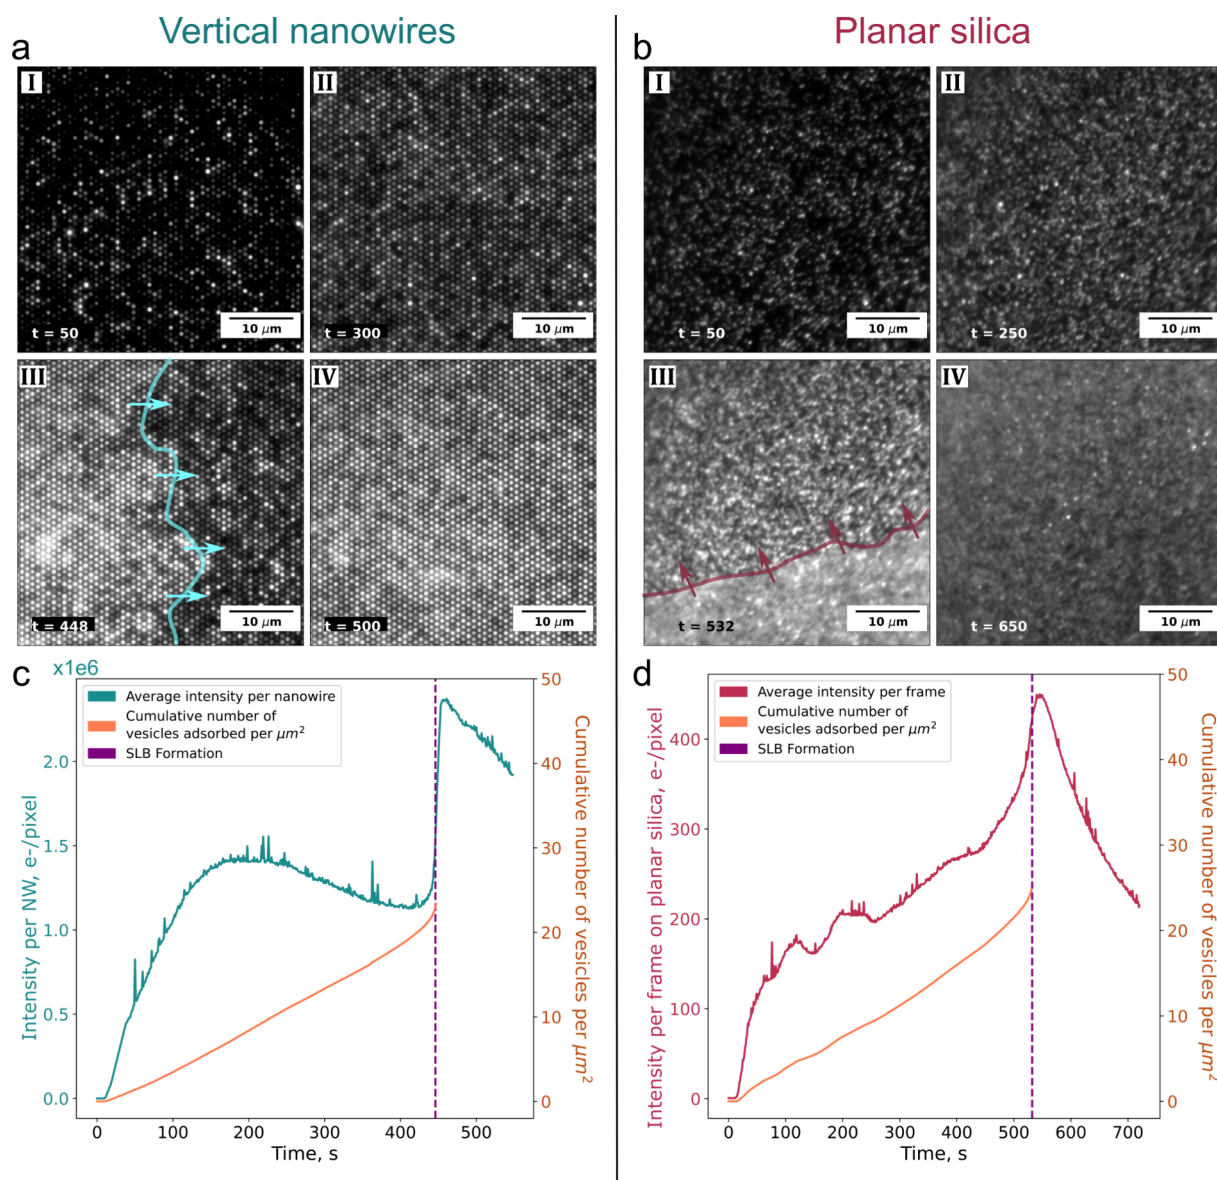 Vertical nanowires
Planar silica
a
I
t = 50
10 μm
II
t = 300
10 μm
III
t = 448
10 μm
IV
t = 500
10 μm
b
I
t = 50
10 μm
II
t = 250
10 μm
III
t = 532
10 μm
IV
t = 650
10 μm
c
x1e6
Average intensity per nanowire
Cumulative number of
vesicles adsorbed per μm²
SLB Formation
Intensity per NW, e-/pixel
2.0
1.5
1.0
0.5
0.0
0 100 200 300 400 500
Time, s
50
40
30
20
10
0
Cumulative number of vesicles per μm²
d
Average intensity per frame
Cumulative number of
vesicles adsorbed per μm²
SLB Formation
Intensity per frame on planar silica, e-/pixel
400
300
200
100
0
0 100 200 300 400 500 600 700
Time, s
50
40
30
20
10
0
Cumulative number of vesicles per μm²